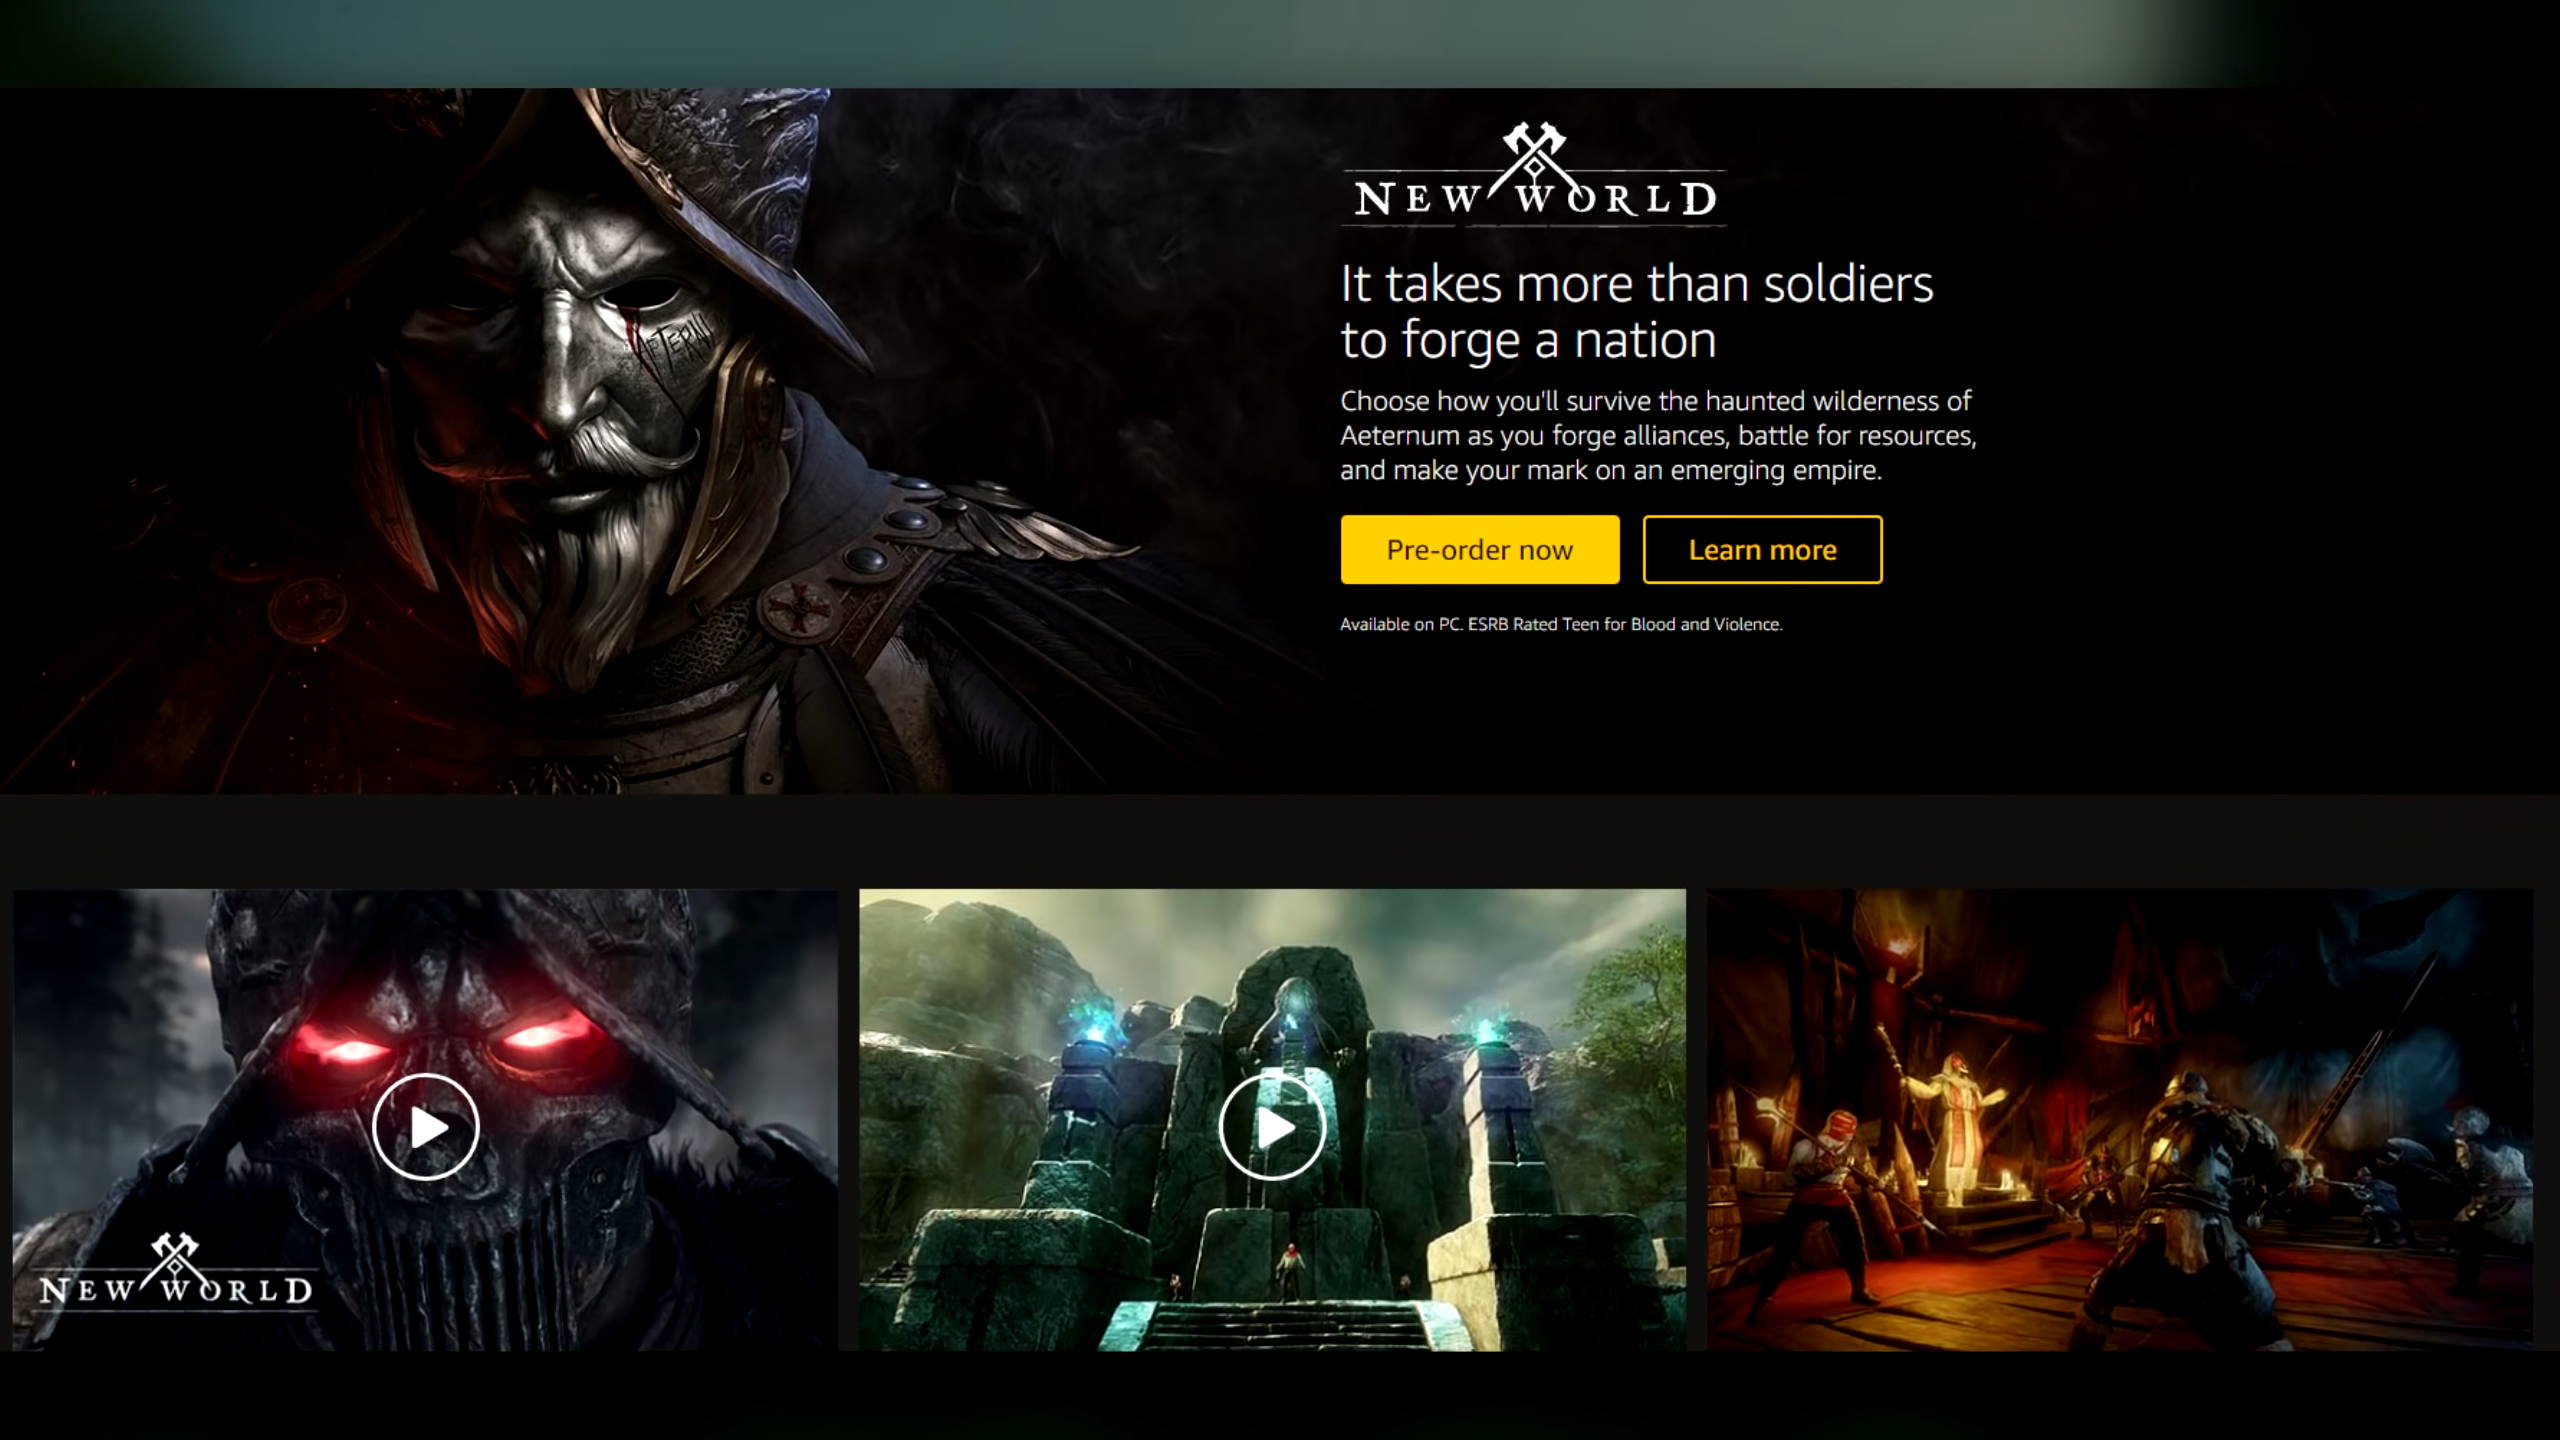 NEW WORLD
It takes more than soldiers
to forge a nation
Choose how you'll survive the haunted wilderness of
Aeternum as you forge alliances, battle for resources,
and make your mark on an emerging empire.
Pre-order now
Learn more
Available on PC. ESRB Rated Teen for Blood and Violence.
NEW WORLD